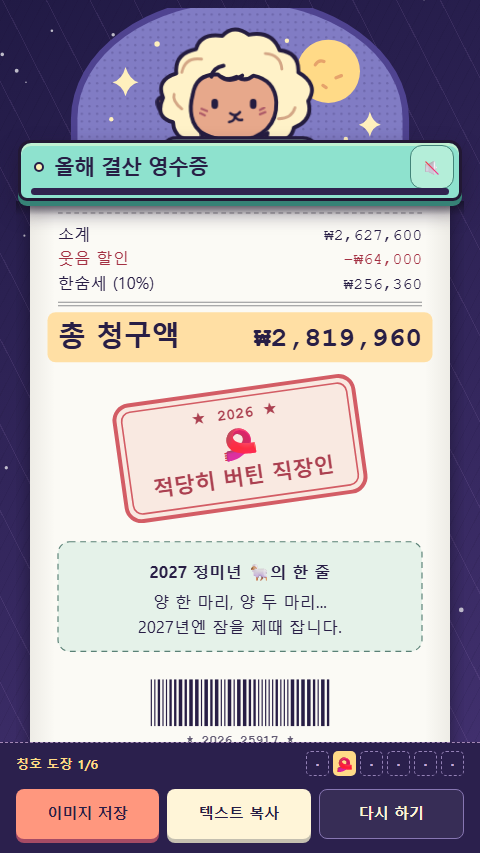 올해 결산 영수증
소계 ₩2,627,600
웃음 할인 -₩64,000
한숨세 (10%) ₩256,360
총 청구액 ₩2,819,960
★ 2026 ★
적당히 버틴 직장인
2027 정미년 🐑의 한 줄
양 한 마리, 양 두 마리...
2027년엔 잠을 제때 잡니다.
★ 2026 25917 ★
칭호 도장 1/6
이미지 저장 텍스트 복사 다시 하기